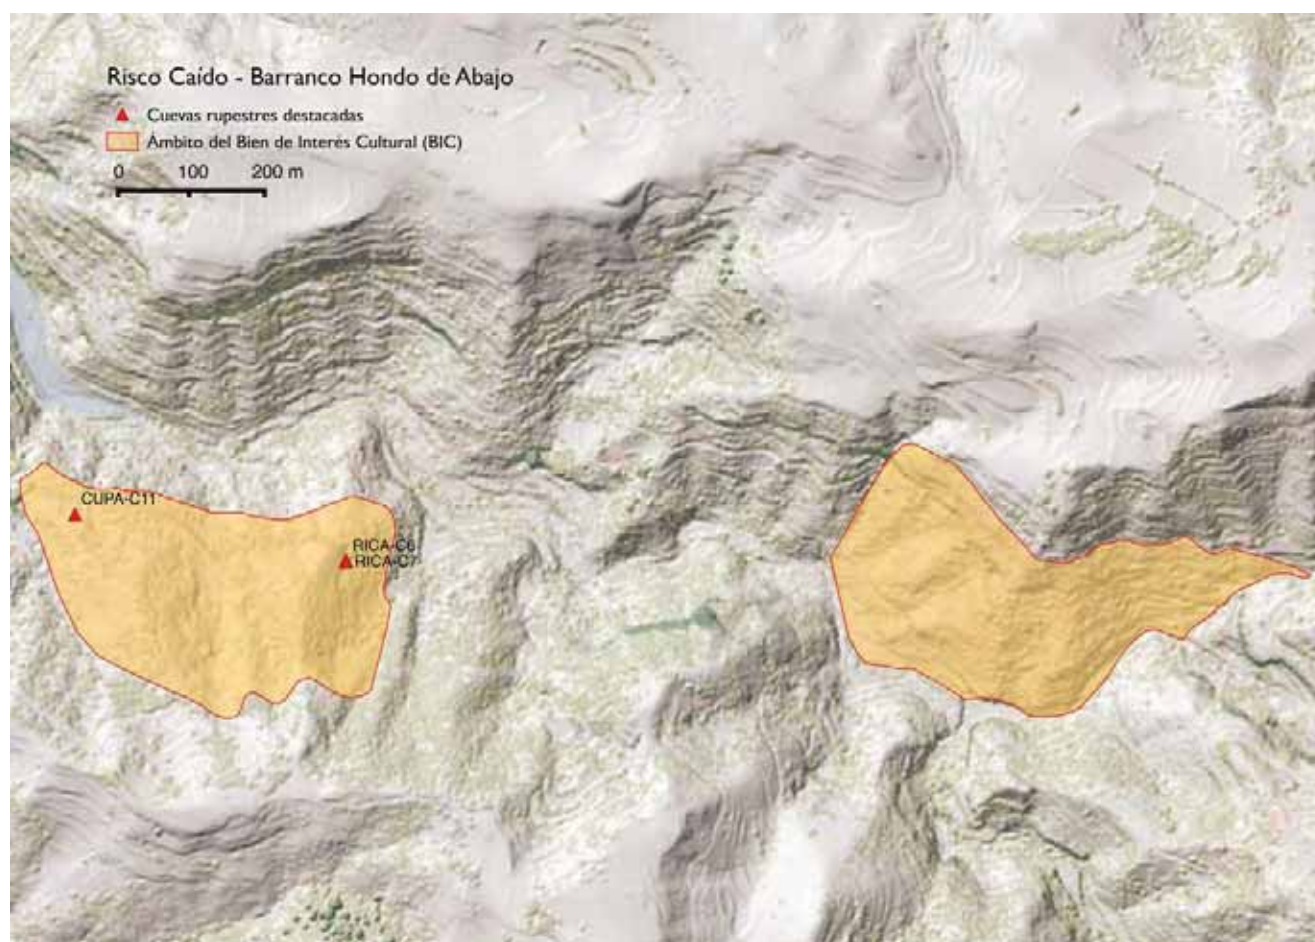 Risco Caído - Barranco Hondo de Abajo
Cuevas rupestres destacadas
Ámbito del Bien de Interés Cultural (BIC)
0 100 200 m
CUPA-C11
RICA-C6
RICA-C7